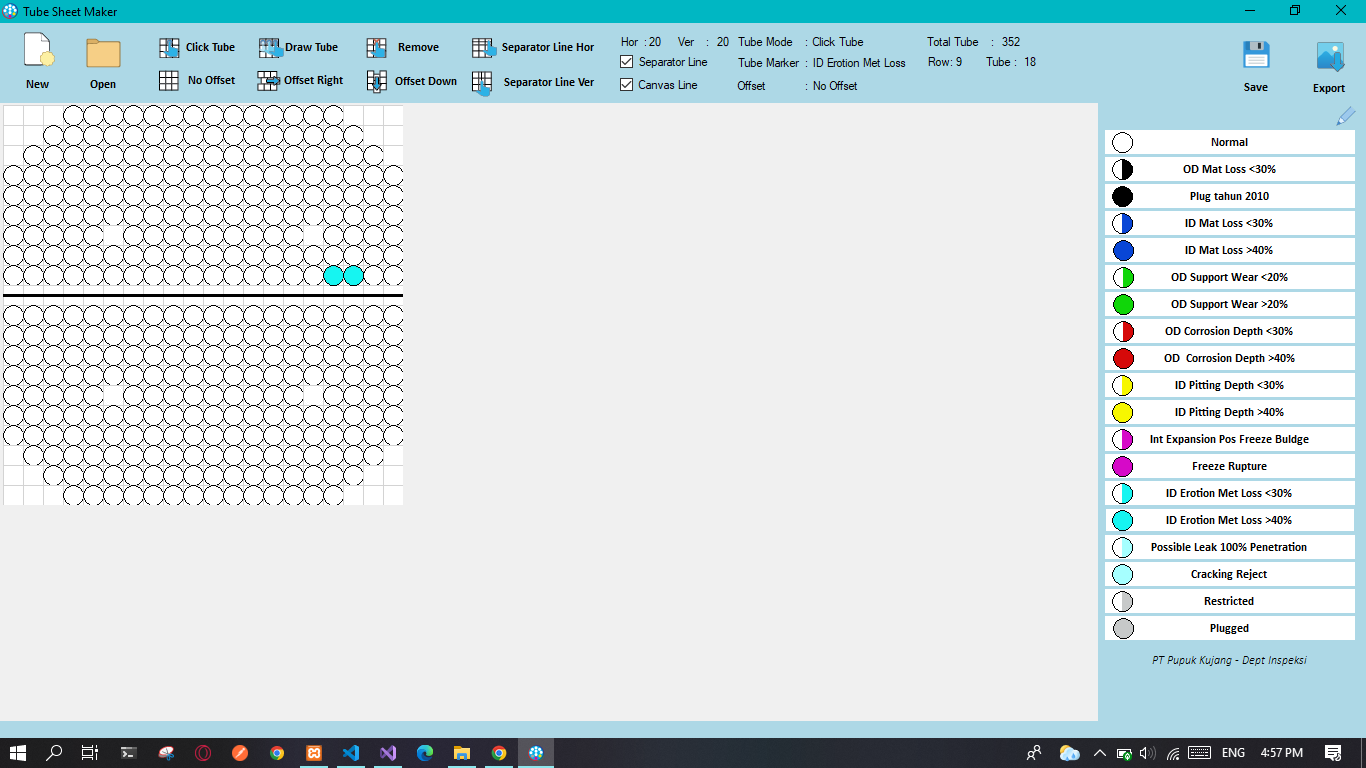 Tube Sheet Maker
New
Open
Click Tube
Draw Tube
Remove
Separator Line Hor
No Offset
Offset Right
Offset Down
Separator Line Ver
Hor : 20 Ver : 20
Separator Line
Canvas Line
Tube Mode : Click Tube
Tube Marker : ID Erotion Met Loss
Offset : No Offset
Total Tube : 352
Row: 9 Tube : 18
Save
Export
Normal
OD Mat Loss <30%
Plug tahun 2010
ID Mat Loss <30%
ID Mat Loss >40%
OD Support Wear <20%
OD Support Wear >20%
OD Corrosion Depth <30%
OD Corrosion Depth >40%
ID Pitting Depth <30%
ID Pitting Depth >40%
Int Expansion Pos Freeze Buldge
Freeze Rupture
ID Erotion Met Loss <30%
ID Erotion Met Loss >40%
Possible Leak 100% Penetration
Cracking Reject
Restricted
Plugged
PT Pupuk Kujang - Dept Inspeksi
ENG
4:57 PM